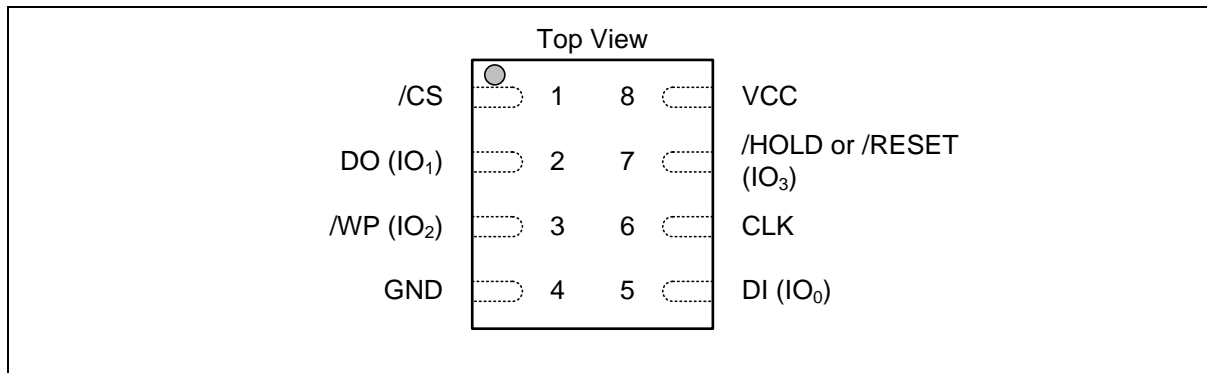 Top View
/CS 1 8 VCC
DO (IO₁) 2 7 /HOLD or /RESET
(IO₃)
/WP (IO₂) 3 6 CLK
GND 4 5 DI (IO₀)